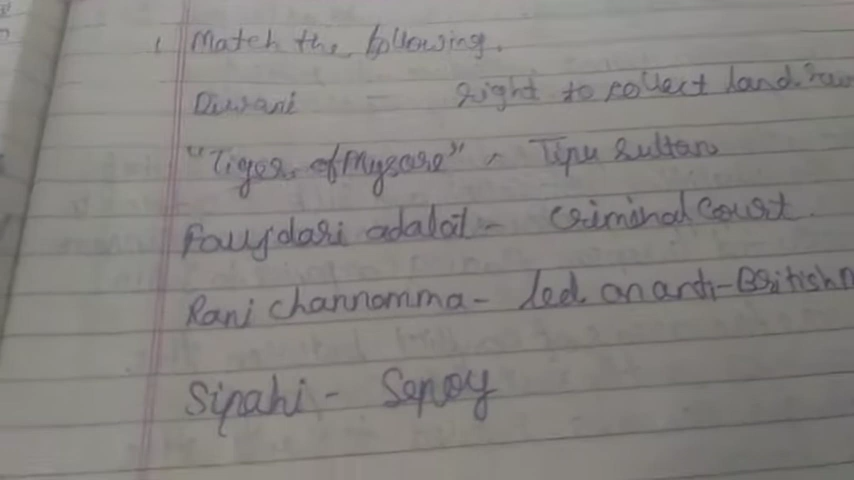 1 Match the following.
Diwani - right to collect land
"Tiger of Mysore" - Tipu Sultan
Faujdari adalat - Criminal Court
Rani Channamma - led an anti-British
Sipahi - Sepoy